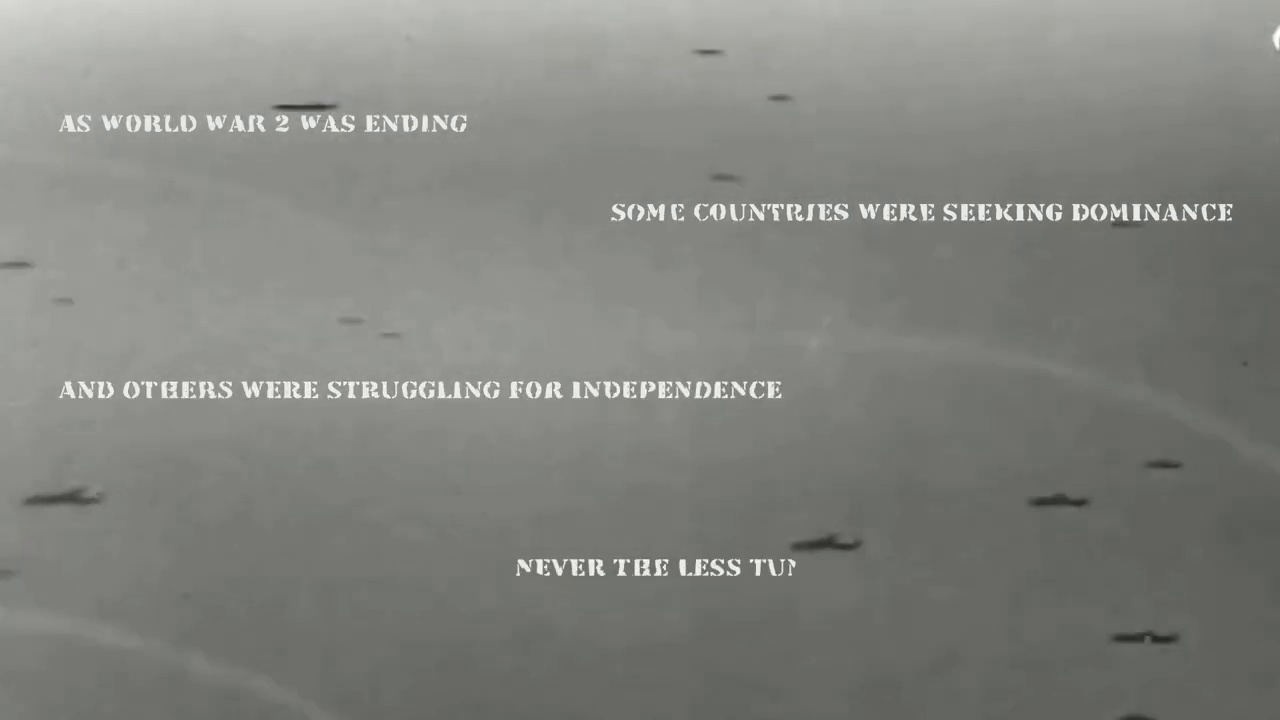 AS WORLD WAR 2 WAS ENDING
SOME COUNTRIES WERE SEEKING DOMINANCE
AND OTHERS WERE STRUGGLING FOR INDEPENDENCE
NEVER THE LESS